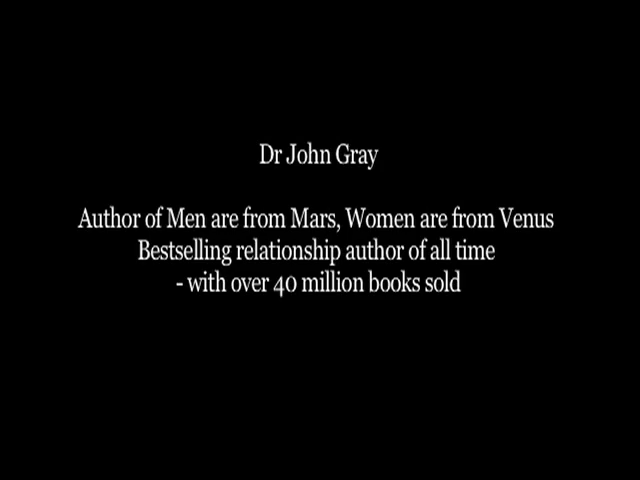 Dr John Gray
Author of Men are from Mars, Women are from Venus
Bestselling relationship author of all time
- with over 40 million books sold